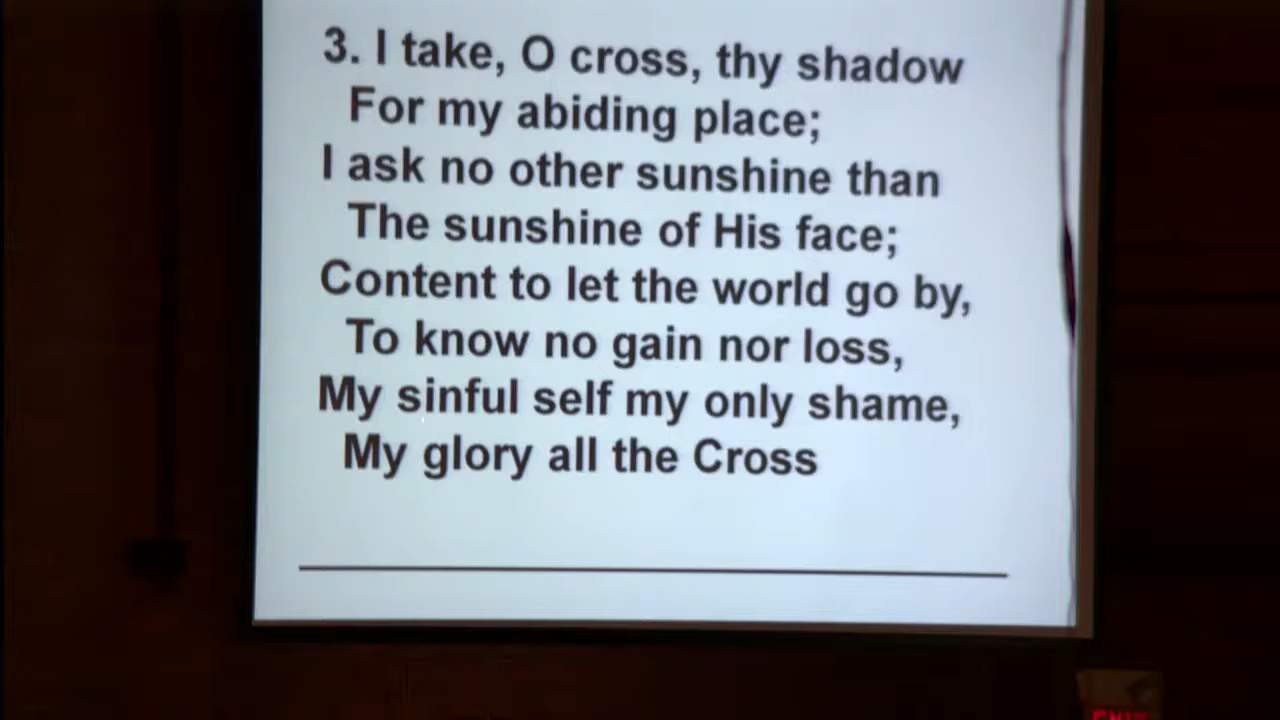 3. I take, O cross, thy shadow
For my abiding place;
I ask no other sunshine than
The sunshine of His face;
Content to let the world go by,
To know no gain nor loss,
My sinful self my only shame,
My glory all the Cross